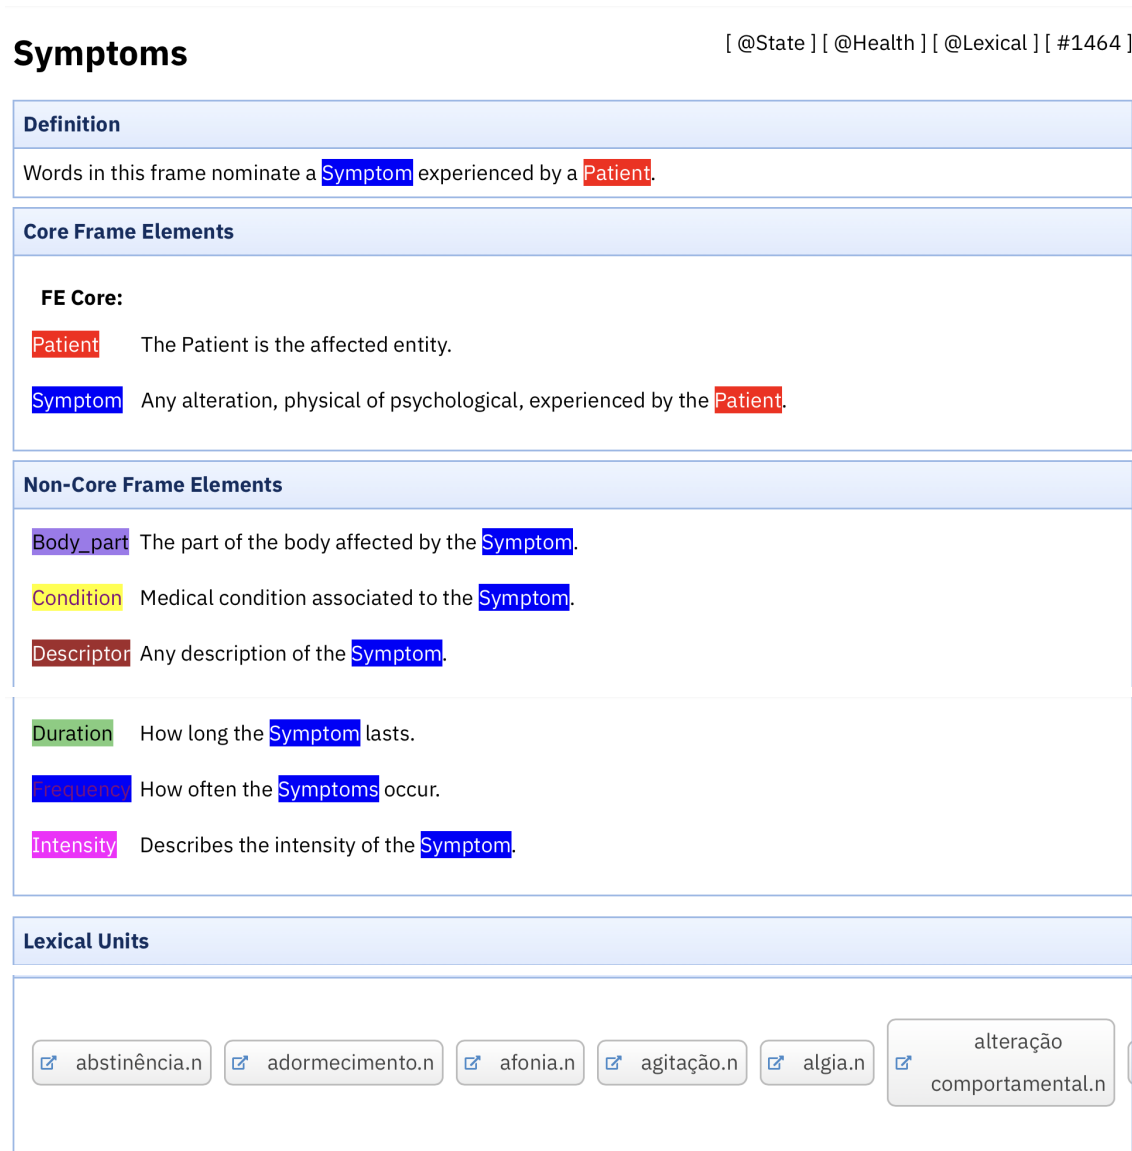 Symptoms
[ @State ] [ @Health ] [ @Lexical ] [ #1464 ]
Definition
Words in this frame nominate a Symptom experienced by a Patient.
Core Frame Elements
FE Core:
Patient The Patient is the affected entity.
Symptom Any alteration, physical of psychological, experienced by the Patient.
Non-Core Frame Elements
Body_part The part of the body affected by the Symptom.
Condition Medical condition associated to the Symptom.
Descriptor Any description of the Symptom.
Duration How long the Symptom lasts.
Frequency How often the Symptoms occur.
Intensity Describes the intensity of the Symptom.
Lexical Units
abstinência.n adormecimento.n afonia.n agitação.n algia.n alteração
comportamental.n